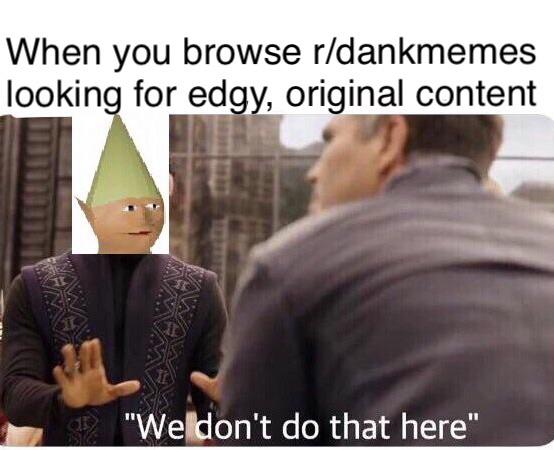 When you browse r/dankmemes
looking for edgy, original content
"We don't do that here"